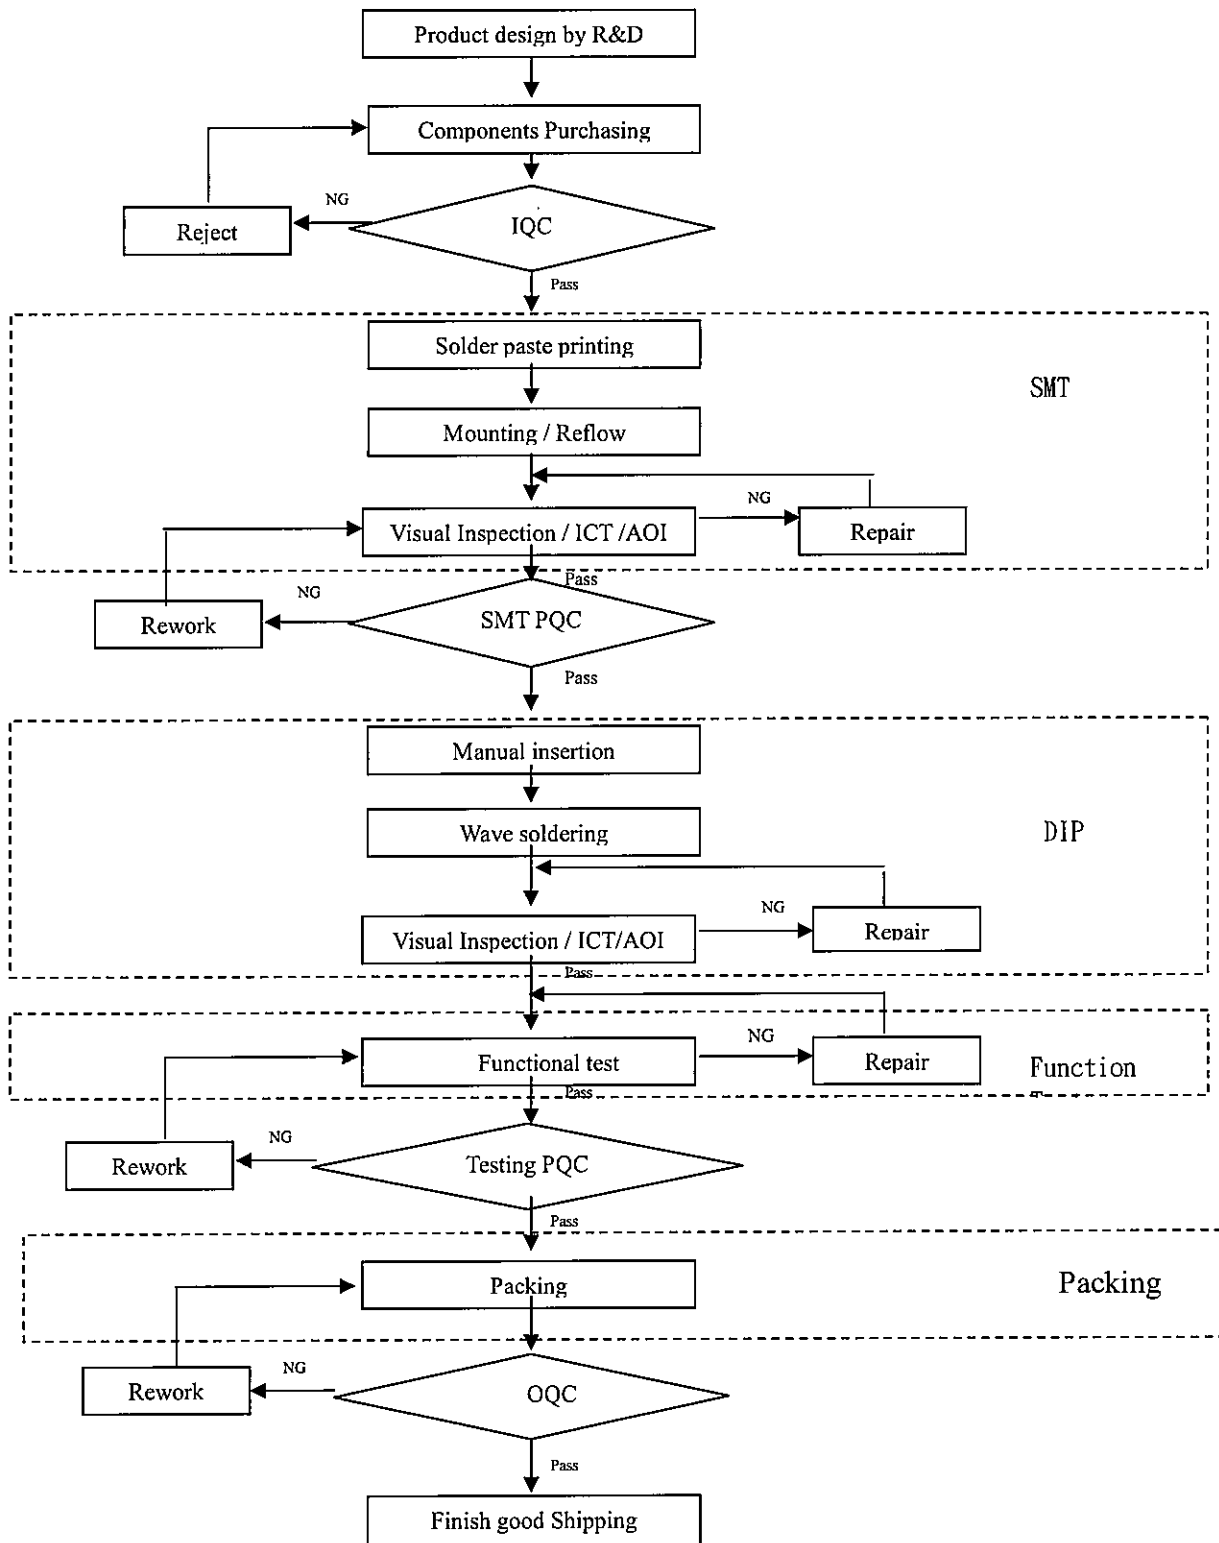 Product design by R&D
Components Purchasing
NG
Reject
IQC
Pass
Solder paste printing
SMT
Mounting / Reflow
NG
Visual Inspection / ICT /AOI
Repair
Pass
NG
Rework
SMT PQC
Pass
Manual insertion
Wave soldering
DIP
NG
Visual Inspection / ICT/AOI
Repair
Pass
NG
Functional test
Repair
Function
Pass
NG
Rework
Testing PQC
Pass
Packing
Packing
NG
Rework
OQC
Pass
Finish good Shipping